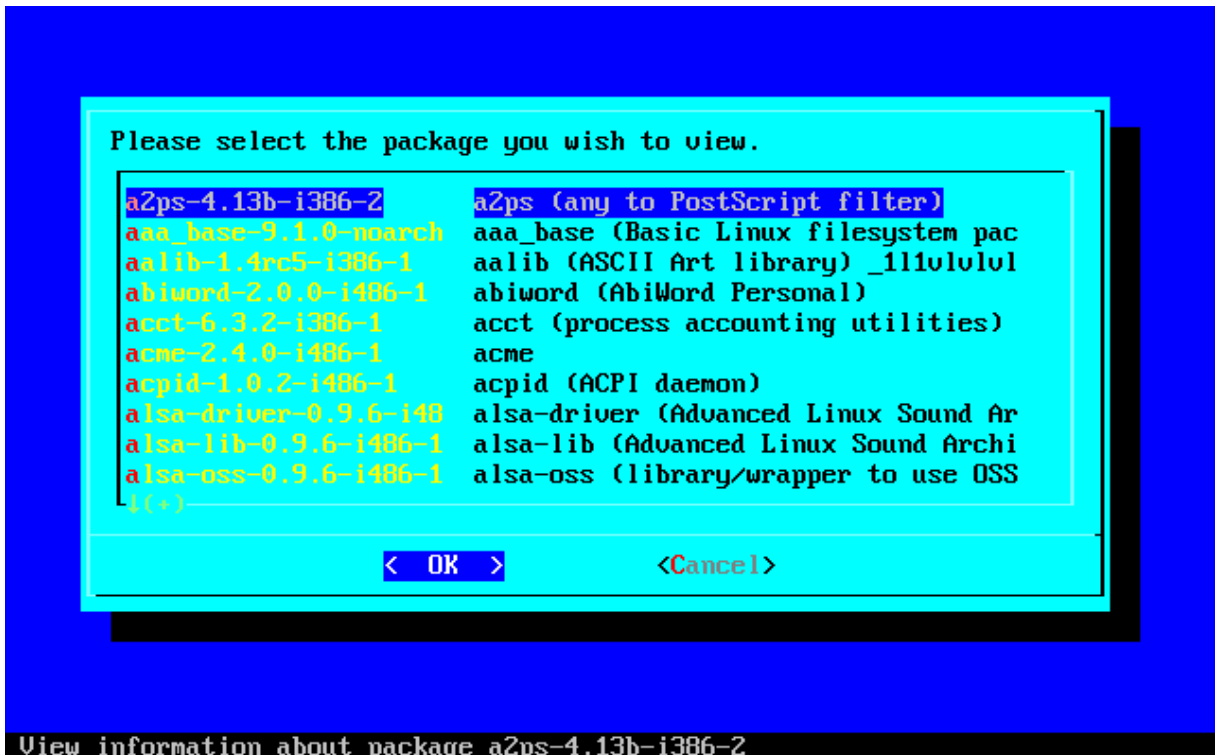 Please select the package you wish to view.
a2ps-4.13b-i386-2 a2ps (any to PostScript filter)
aaa_base-9.1.0-noarch aaa_base (Basic Linux filesystem pac
aalib-1.4rc5-i386-1 aalib (ASCII Art library) _1l1vlvlvl
abiword-2.0.0-i486-1 abiword (AbiWord Personal)
acct-6.3.2-i386-1 acct (process accounting utilities)
acme-2.4.0-i486-1 acme
acpid-1.0.2-i486-1 acpid (ACPI daemon)
alsa-driver-0.9.6-i48 alsa-driver (Advanced Linux Sound Ar
alsa-lib-0.9.6-i486-1 alsa-lib (Advanced Linux Sound Archi
alsa-oss-0.9.6-i486-1 alsa-oss (library/wrapper to use OSS
↓(+)
< OK > <Cancel>
View information about package a2ps-4.13b-i386-2